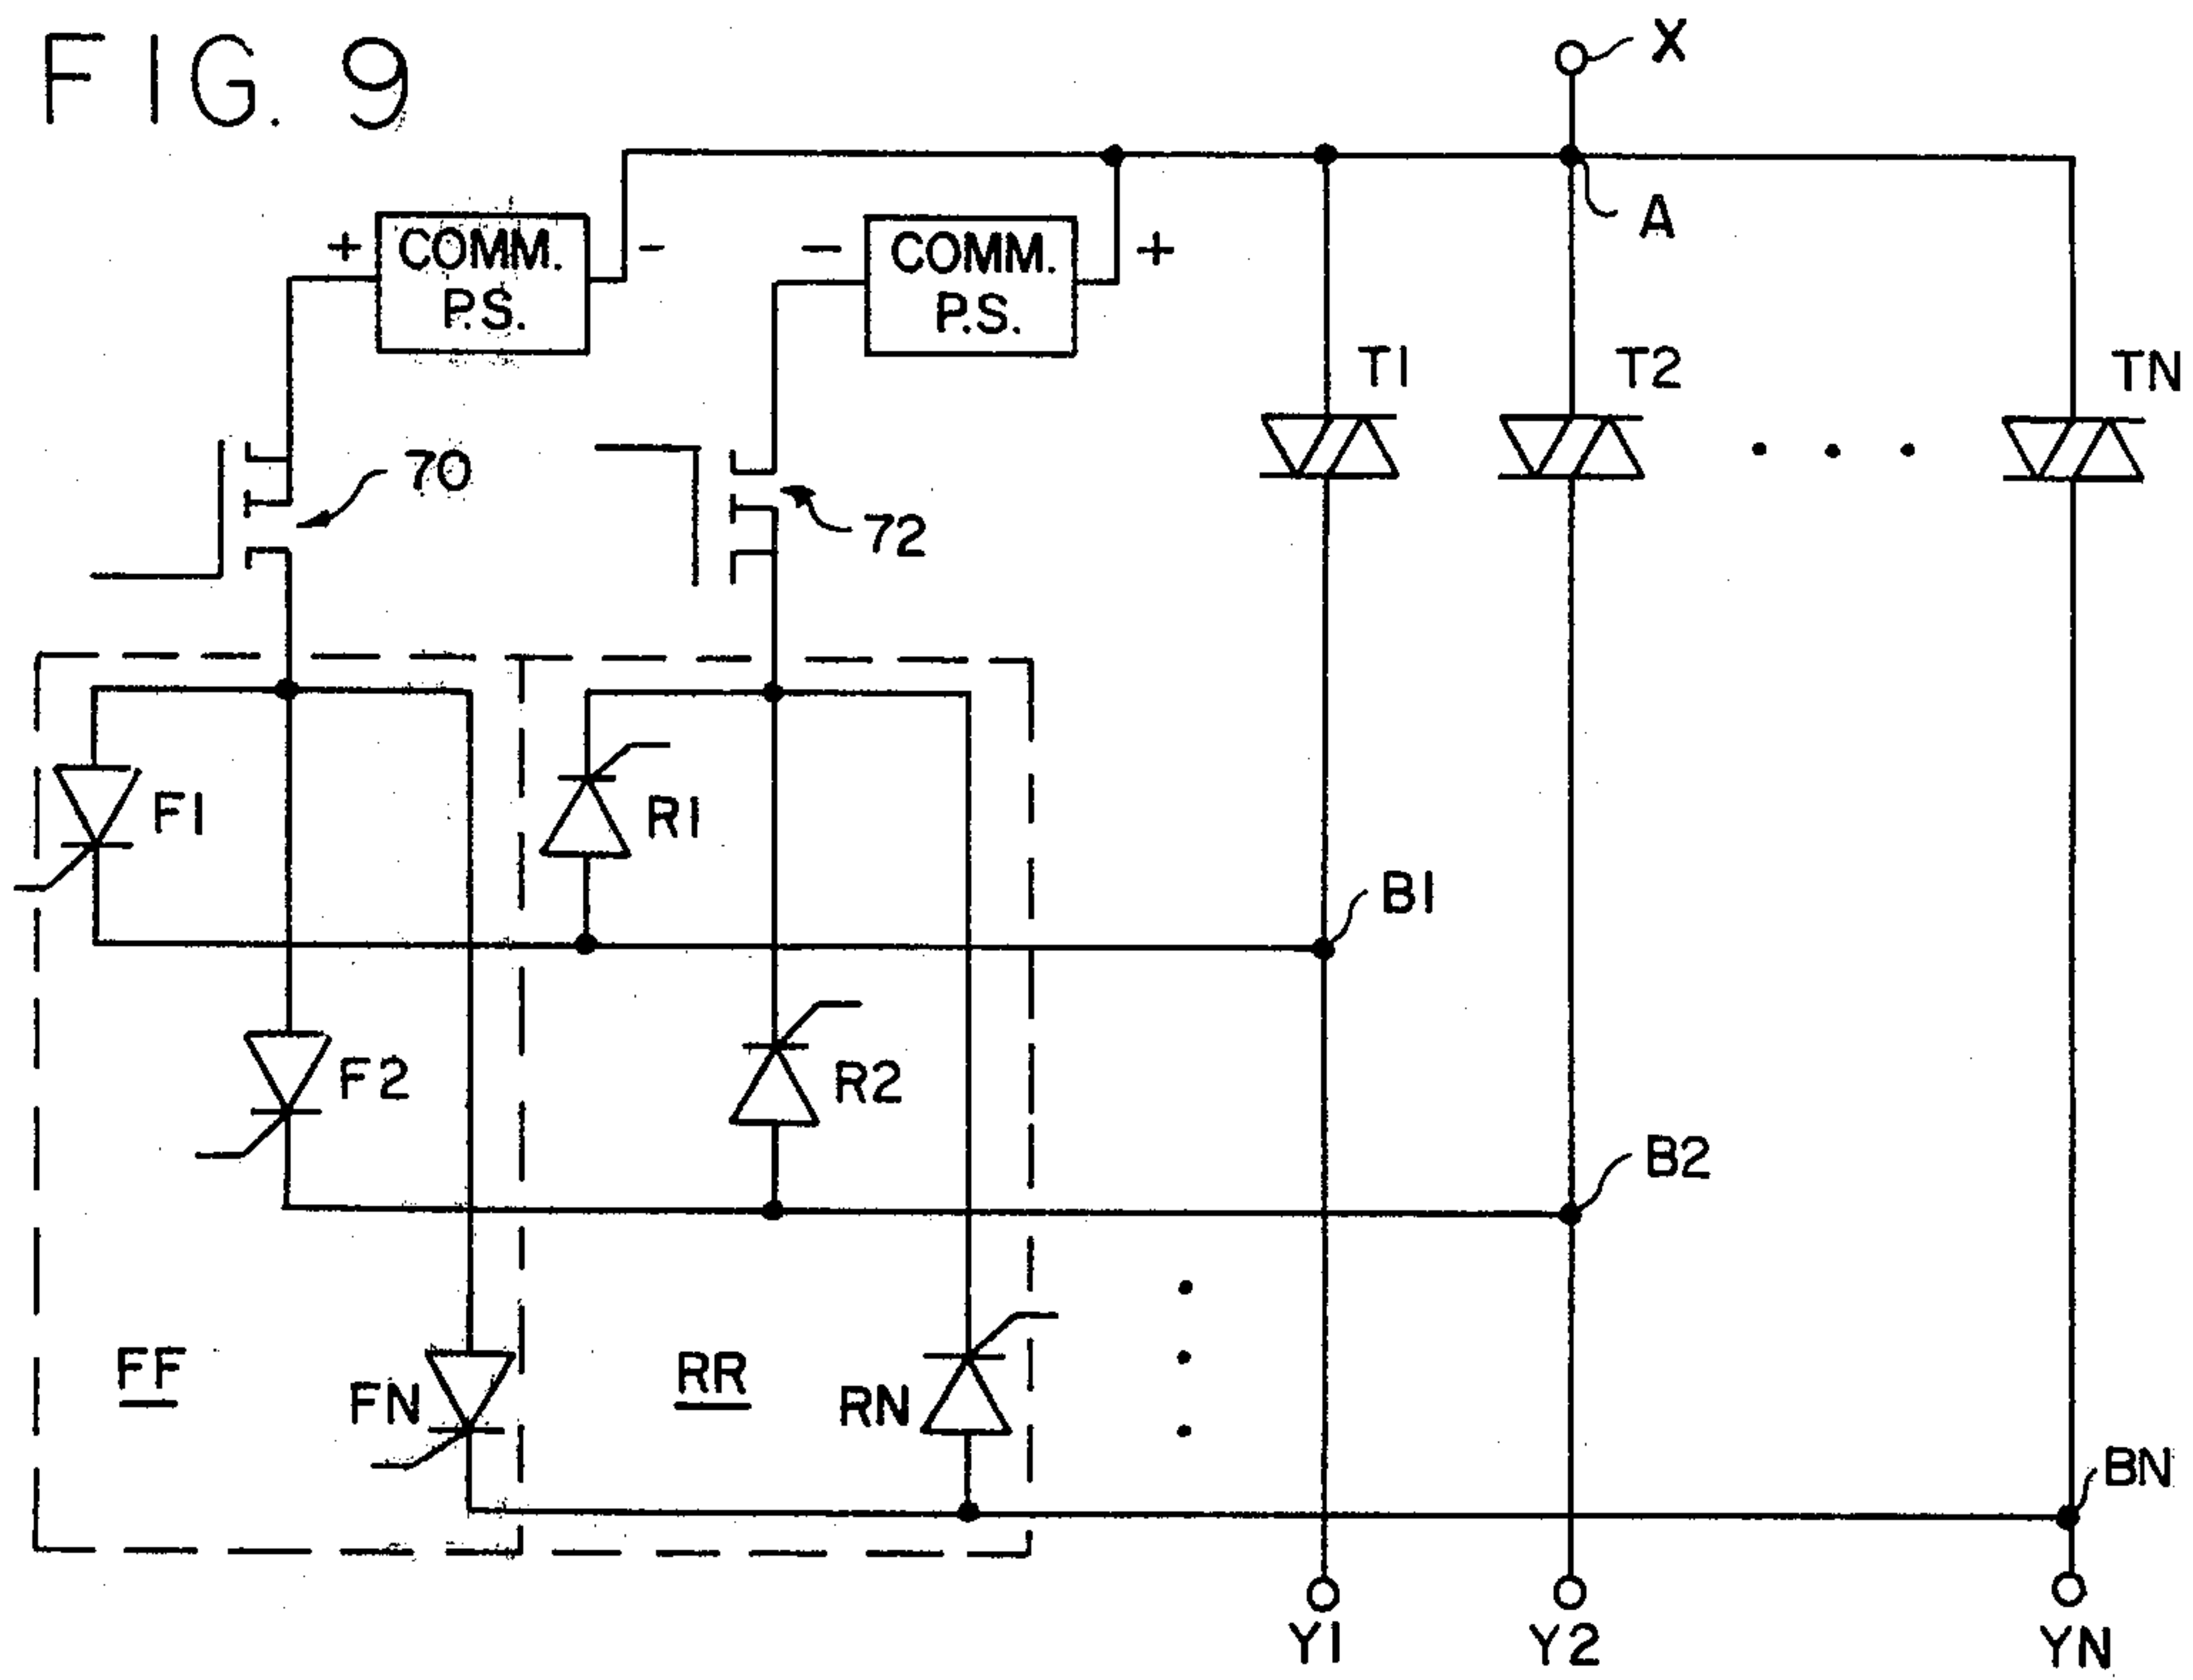 FIG. 9
X
A
+ COMM. P.S. -
- COMM. P.S. +
T1
T2
TN
70
72
F1
R1
B1
F2
R2
B2
FF
FN
RR
RN
BN
Y1
Y2
YN